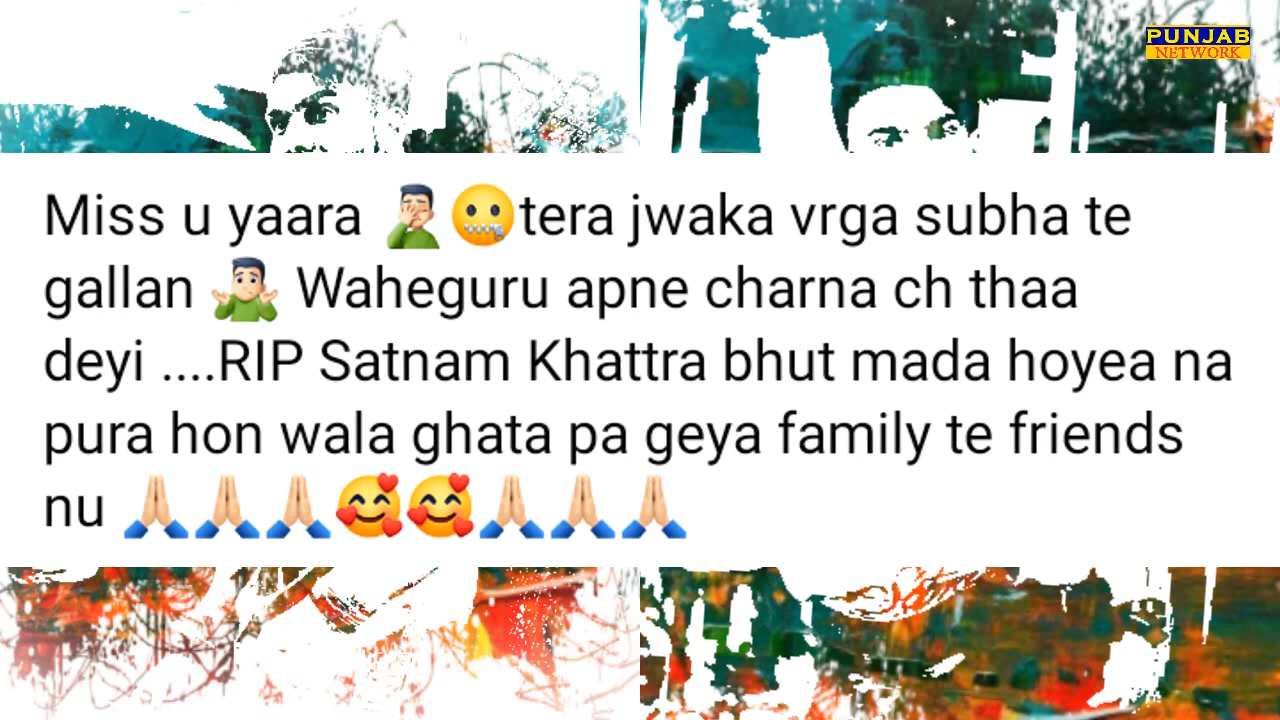 PUNJAB
NETWORK
Miss u yaara 🤦🏻‍♂️🤐tera jwaka vrga subha te
gallan 🤷🏻‍♂️ Waheguru apne charna ch thaa
deyi ....RIP Satnam Khattra bhut mada hoyea na
pura hon wala ghata pa geya family te friends
nu 🙏🏻🙏🏻🙏🏻🥰🥰🙏🏻🙏🏻🙏🏻